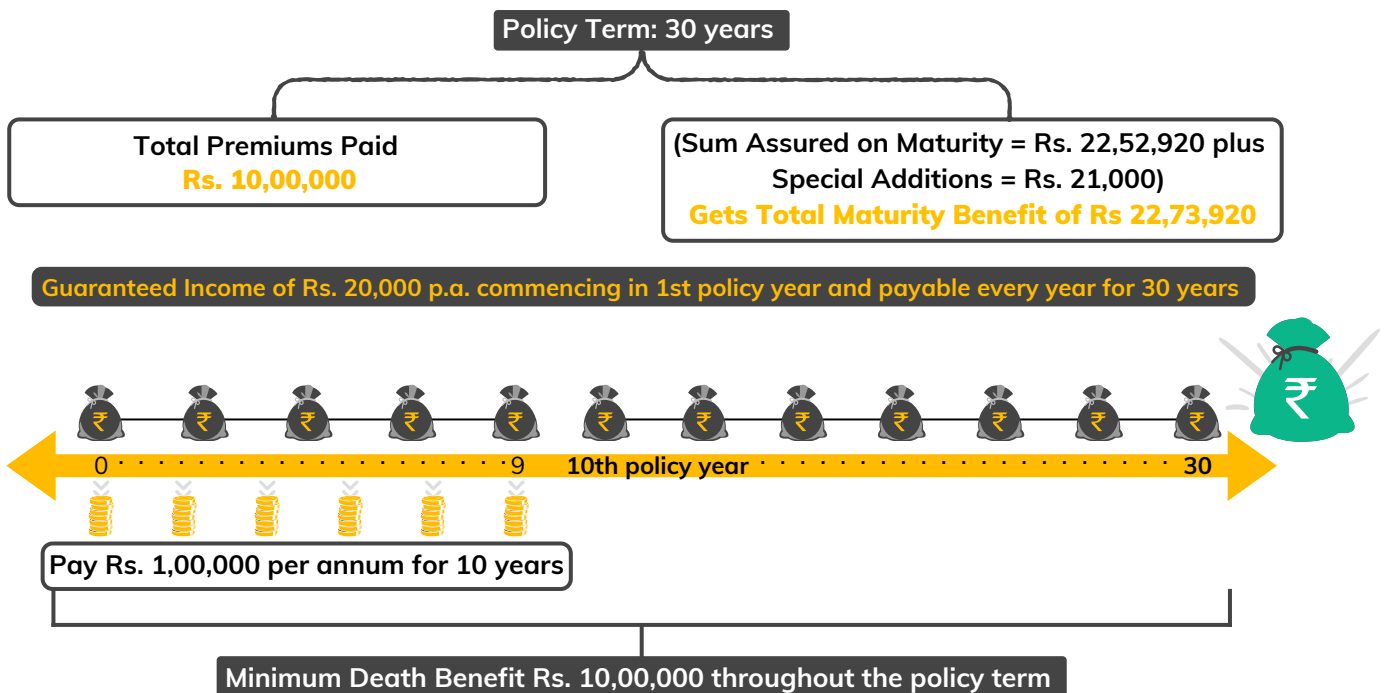 Policy Term: 30 years
Total Premiums Paid
Rs. 10,00,000
(Sum Assured on Maturity = Rs. 22,52,920 plus
Special Additions = Rs. 21,000)
Gets Total Maturity Benefit of Rs 22,73,920
Guaranteed Income of Rs. 20,000 p.a. commencing in 1st policy year and payable every year for 30 years
₹ ₹ ₹ ₹ ₹ ₹ ₹ ₹ ₹ ₹ ₹ ₹
0 9 10th policy year 30
Pay Rs. 1,00,000 per annum for 10 years
Minimum Death Benefit Rs. 10,00,000 throughout the policy term